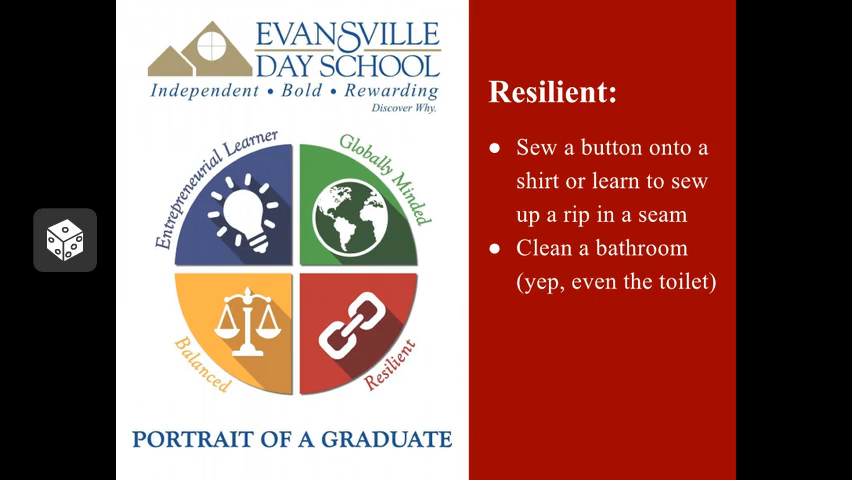 EVANSVILLE
DAY SCHOOL
Independent • Bold • Rewarding
Discover Why.
Entrepreneurial Learner
Globally Minded
Balanced
Resilient
PORTRAIT OF A GRADUATE
Resilient:
● Sew a button onto a
shirt or learn to sew
up a rip in a seam
● Clean a bathroom
(yep, even the toilet)